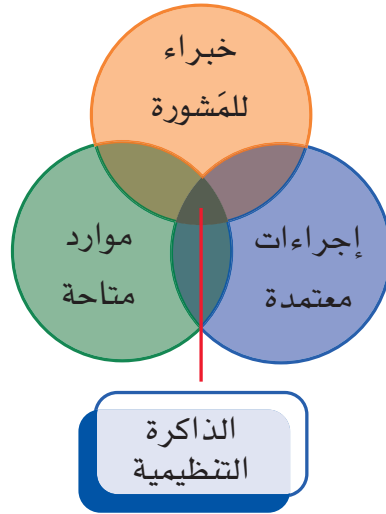 خبراء
للمَشورة
إجراءات
معتمدة
موارد
متاحة
الذاكرة
التنظيمية